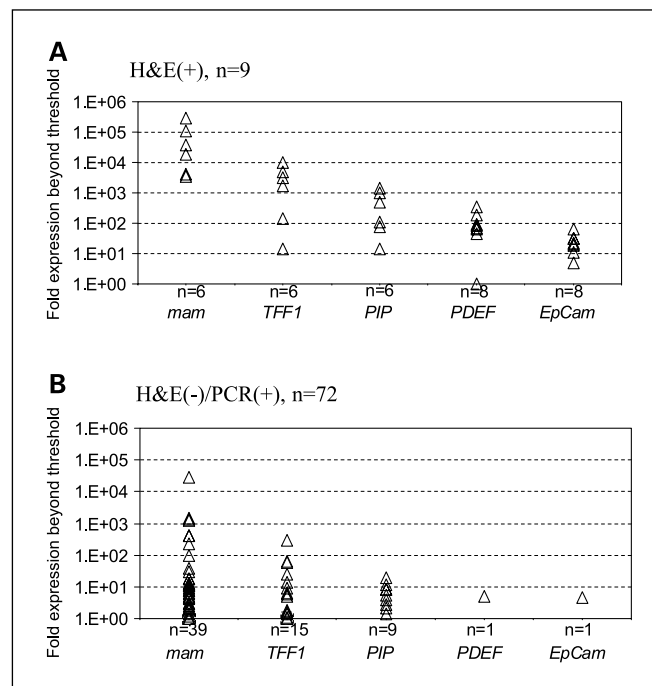 A
H&E(+), n=9
Fold expression beyond threshold
1.E+06
1.E+05
1.E+04
1.E+03
1.E+02
1.E+01
1.E+00
n=6 n=6 n=6 n=8 n=8
mam TFF1 PIP PDEF EpCam
B
H&E(-)/PCR(+), n=72
Fold expression beyond threshold
1.E+06
1.E+05
1.E+04
1.E+03
1.E+02
1.E+01
1.E+00
n=39 n=15 n=9 n=1 n=1
mam TFF1 PIP PDEF EpCam